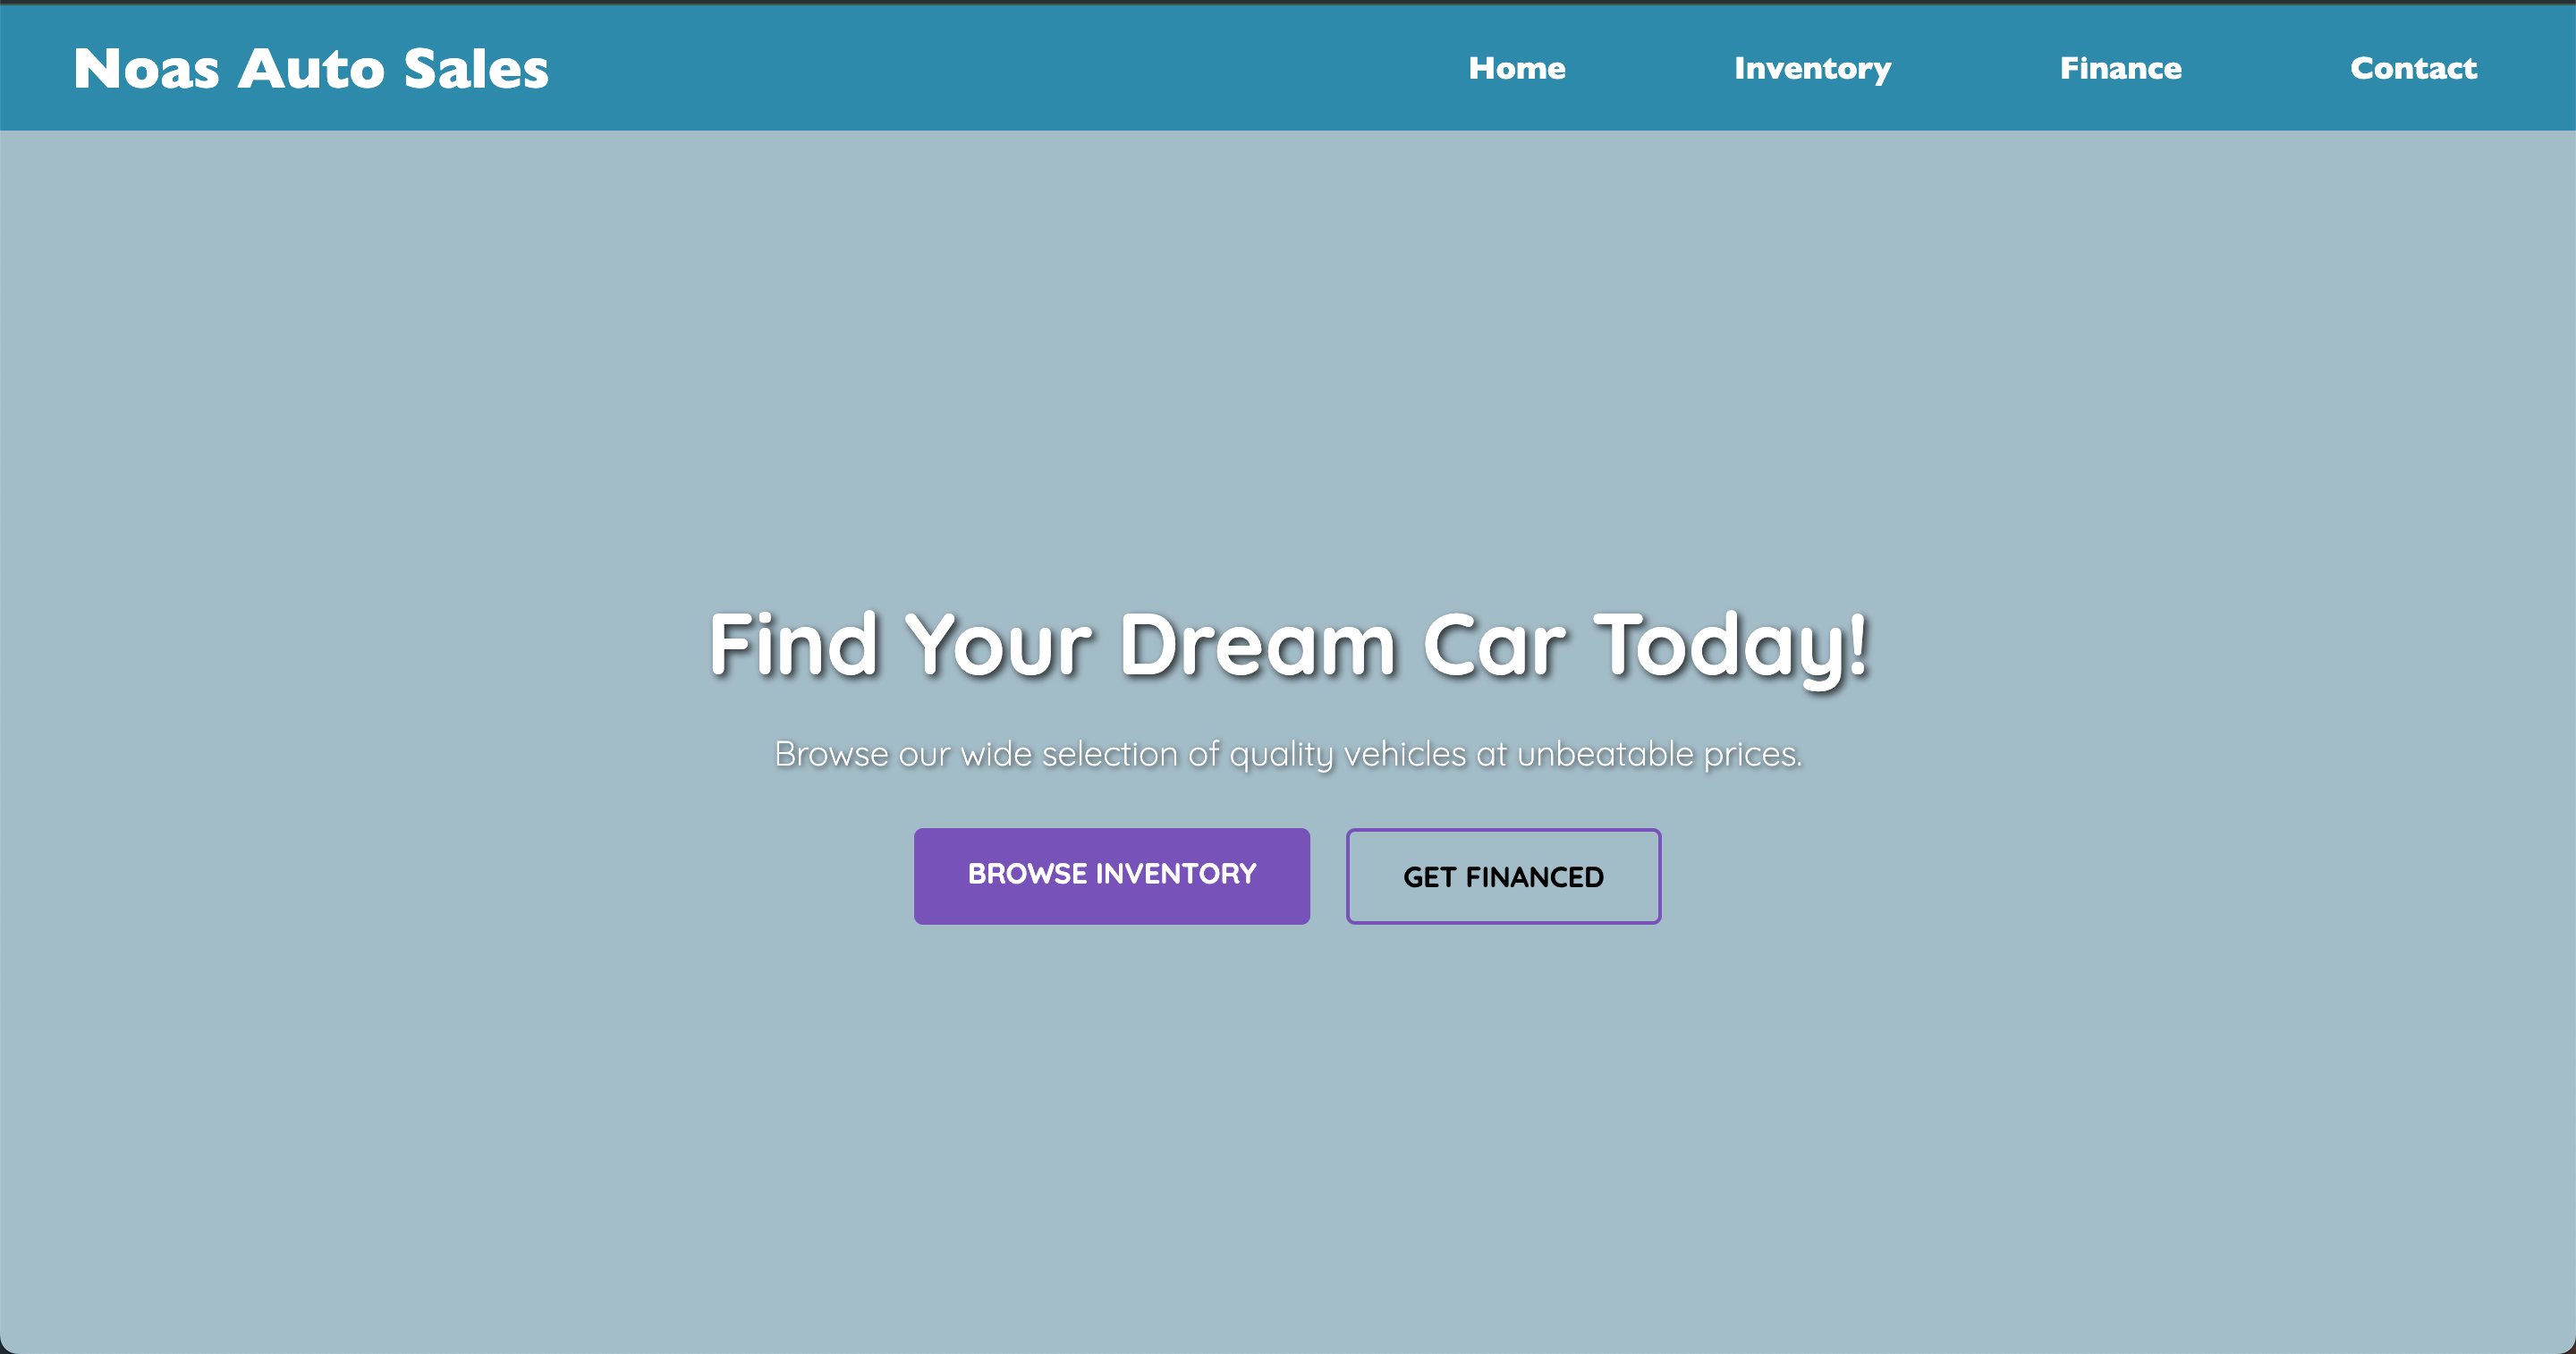 Noas Auto Sales
Home Inventory Finance Contact
Find Your Dream Car Today!
Browse our wide selection of quality vehicles at unbeatable prices.
BROWSE INVENTORY
GET FINANCED